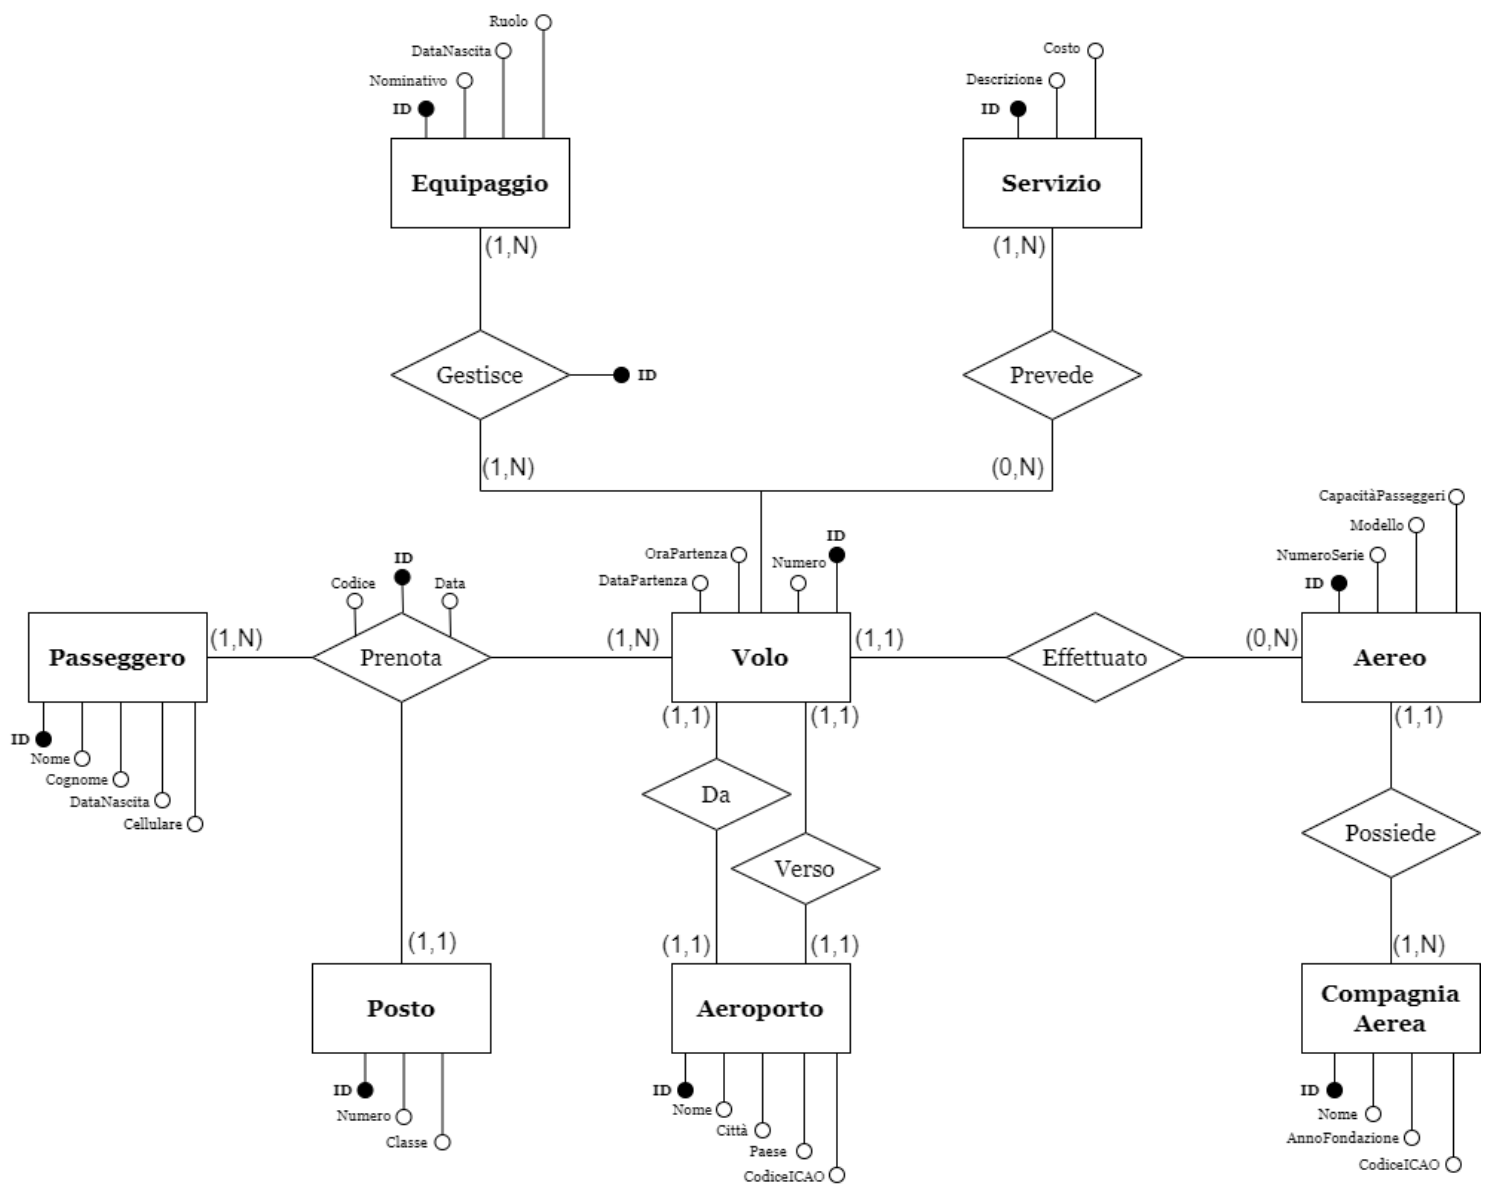 Ruolo
DataNascita
Nominativo
ID
Equipaggio
(1,N)
Gestisce
ID
(1,N)
Costo
Descrizione
ID
Servizio
(1,N)
Prevede
(0,N)
ID
Codice
Data
Passeggero
(1,N)
Prenota
(1,N)
ID
Nome
Cognome
DataNascita
Cellulare
(1,1)
Posto
ID
Numero
Classe
OraPartenza
DataPartenza
Numero
ID
Volo
(1,1)
Effettuato
(0,N)
CapacitàPasseggeri
Modello
NumeroSerie
ID
Aereo
(1,1)
(1,1)
Da
Verso
(1,1)
(1,1)
Aeroporto
ID
Nome
Città
Paese
CodiceICAO
(1,1)
Possiede
(1,N)
Compagnia
Aerea
ID
Nome
AnnoFondazione
CodiceICAO